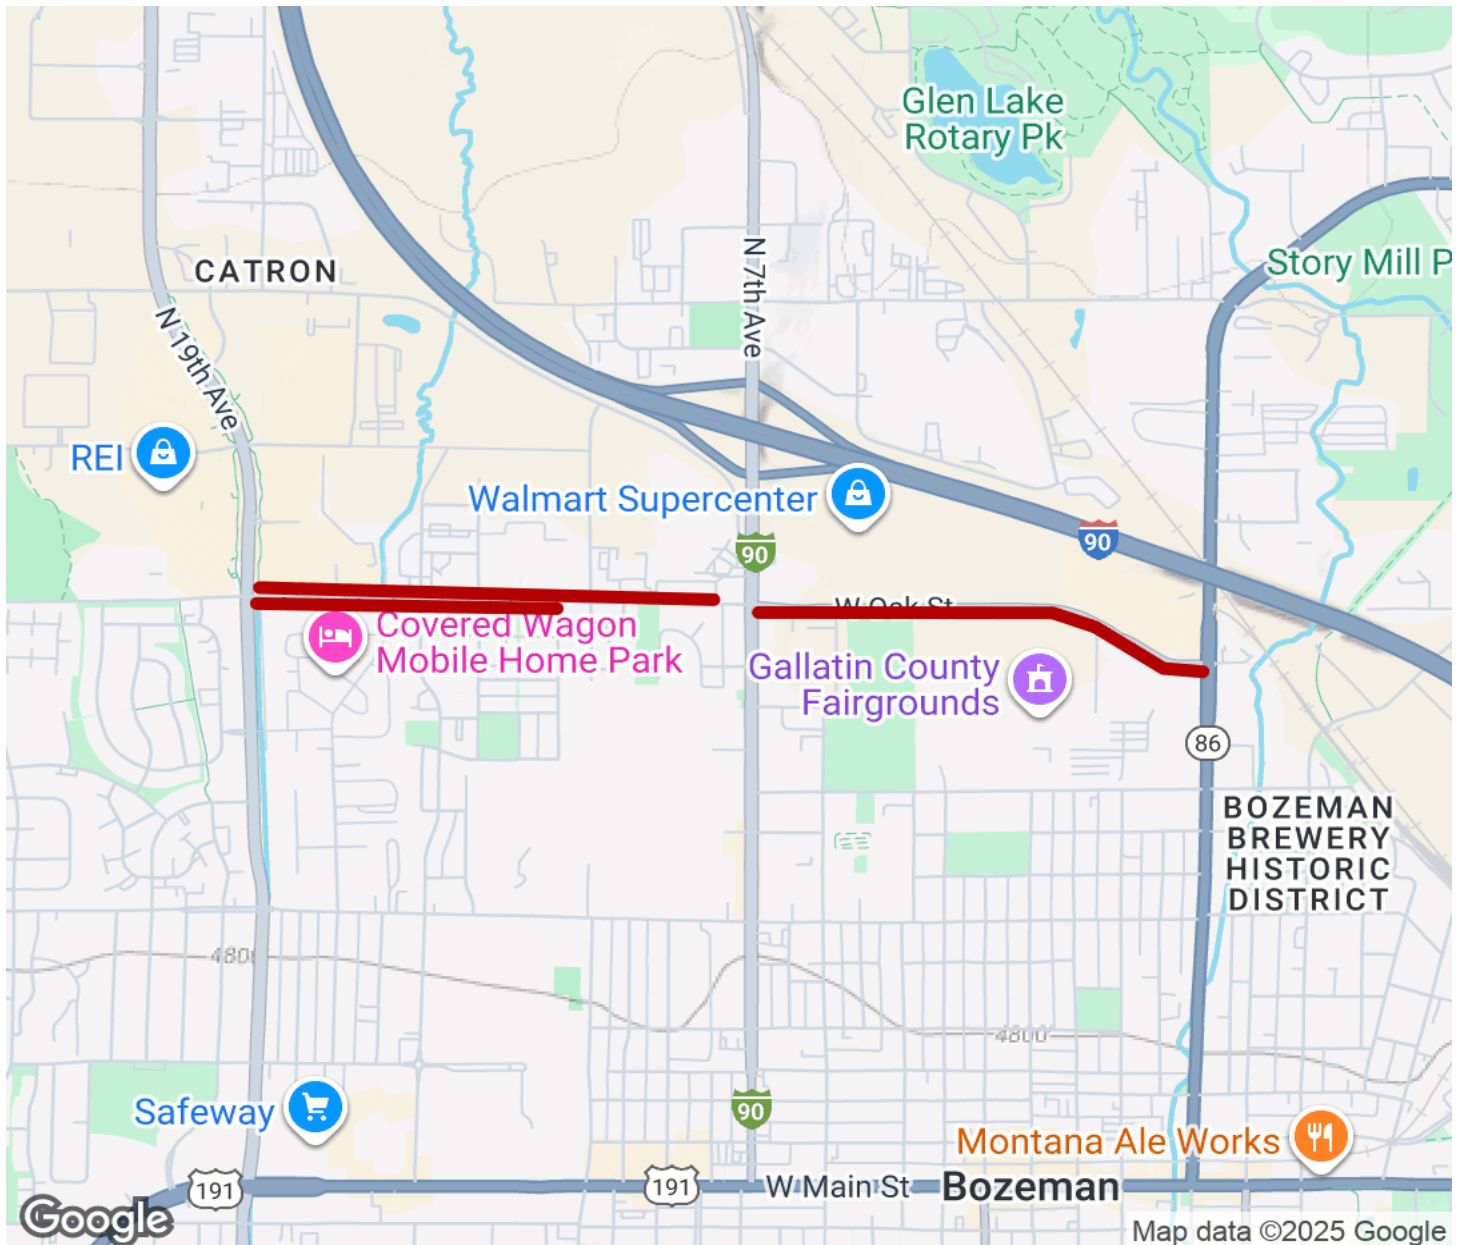 Glen Lake
Rotary Pk
Story Mill P
CATRON
N 7th Ave
N 19th Ave
REI
Walmart Supercenter
90
90
W Oak St
Covered Wagon
Mobile Home Park
Gallatin County
Fairgrounds
86
BOZEMAN
BREWERY
HISTORIC
DISTRICT
4800
4800
Safeway
90
Montana Ale Works
191
191
W Main St
Bozeman
Google
Map data ©2025 Google